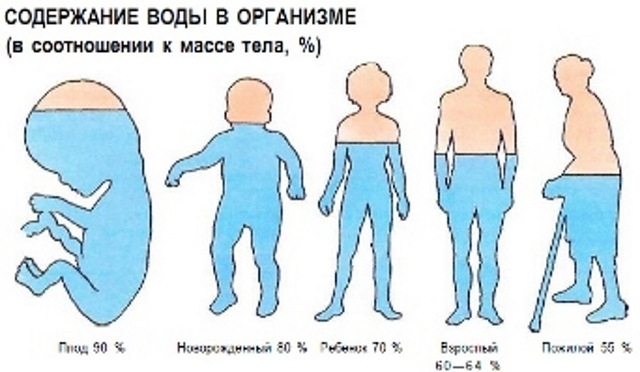 СОДЕРЖАНИЕ ВОДЫ В ОРГАНИЗМЕ
(в соотношении к массе тела, %)
Плод 90 %
Новорожденный 80 %
Ребенок 70 %
Взрослый
60—64 %
Пожилой 55 %